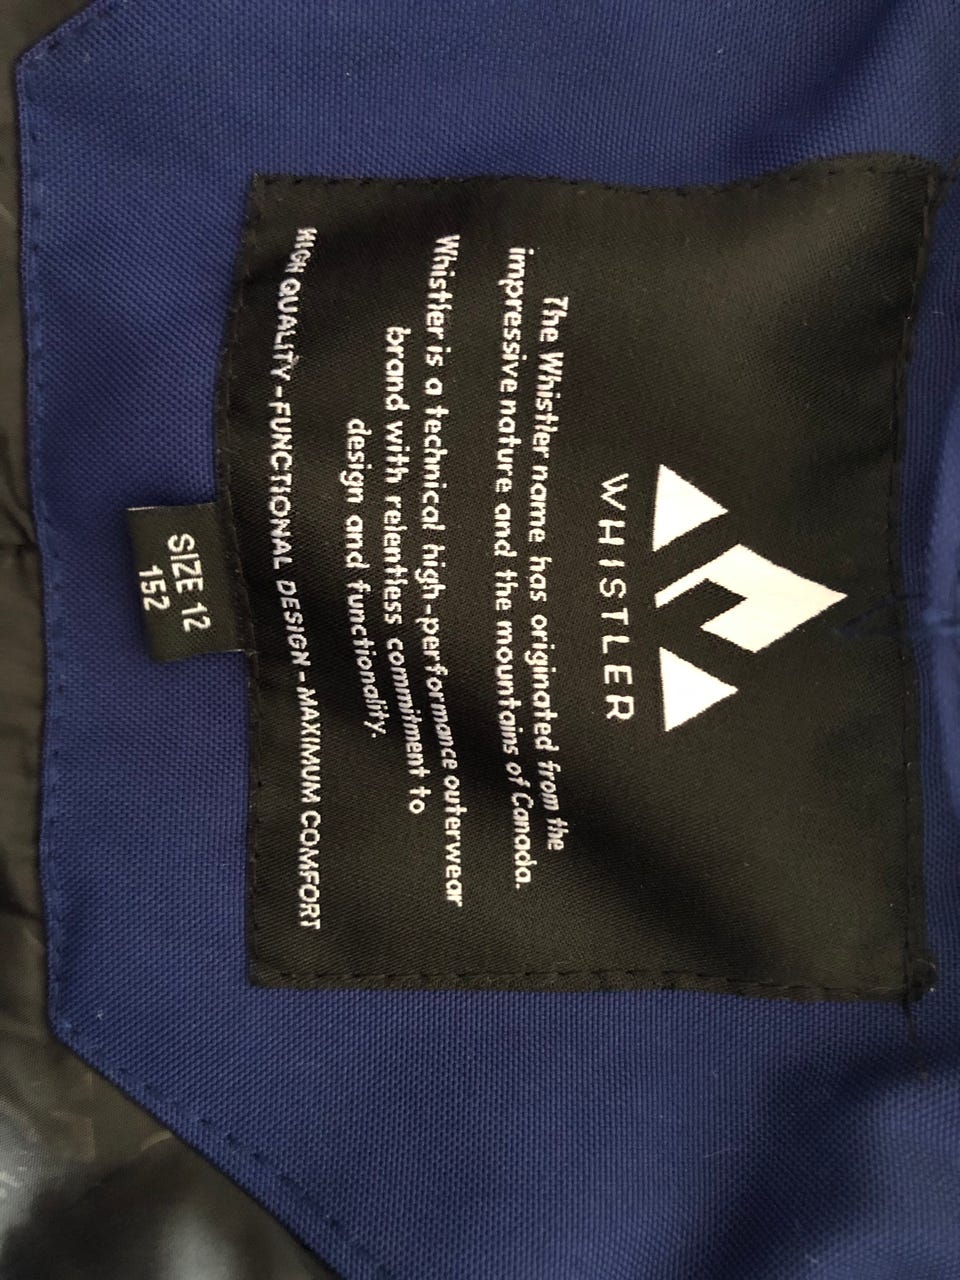 WHISTLER
The Whistler name has originated from the
impressive nature and the mountains of Canada.
Whistler is a technical high-performance outerwear
brand with relentless commitment to
design and functionality.
HIGH QUALITY-FUNCTIONAL DESIGN-MAXIMUM COMFORT
SIZE 12
152